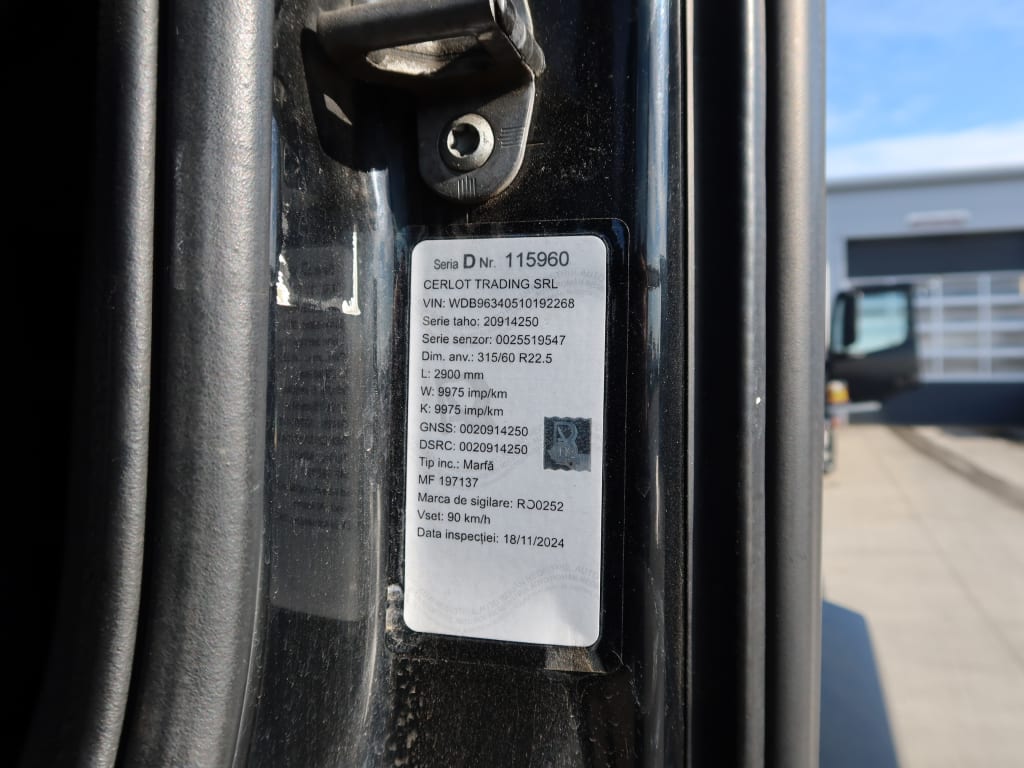 Seria D Nr. 115960
CERLOT TRADING SRL
VIN: WDB96340510192268
Serie taho: 20914250
Serie senzor: 0025519547
Dim. anv.: 315/60 R22.5
L: 2900 mm
W: 9975 imp/km
K: 9975 imp/km
GNSS: 0020914250
DSRC: 0020914250
Tip inc.: Marfă
MF 197137
Marca de sigilare: RO0252
Vset: 90 km/h
Data inspecției: 18/11/2024